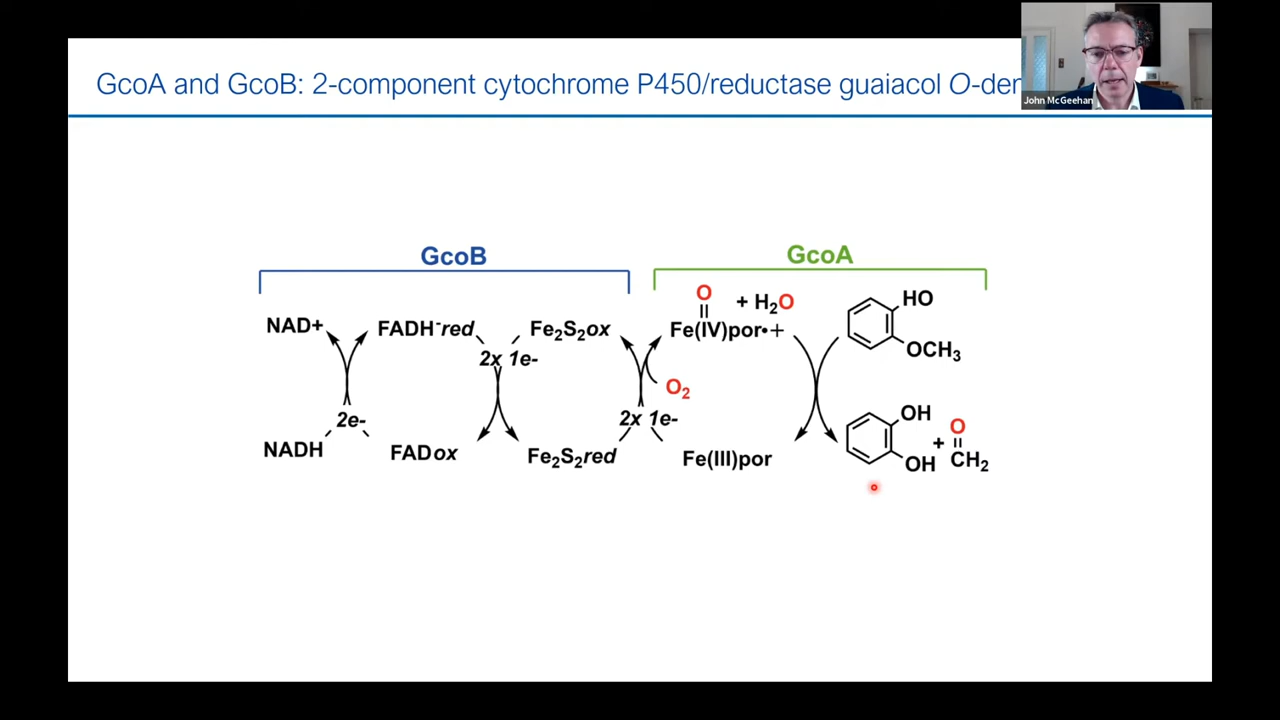 GcoA and GcoB: 2-component cytochrome P450/reductase guaiacol O-
John McGeehan
GcoB
GcoA
O
+ H₂O
HO
NAD+
FADH⁻red
Fe₂S₂ox
Fe(IV)por•+
OCH₃
2x 1e-
O₂
OH
O
2e-
2x 1e-
+
NADH
FADox
Fe₂S₂red
Fe(III)por
OH
CH₂